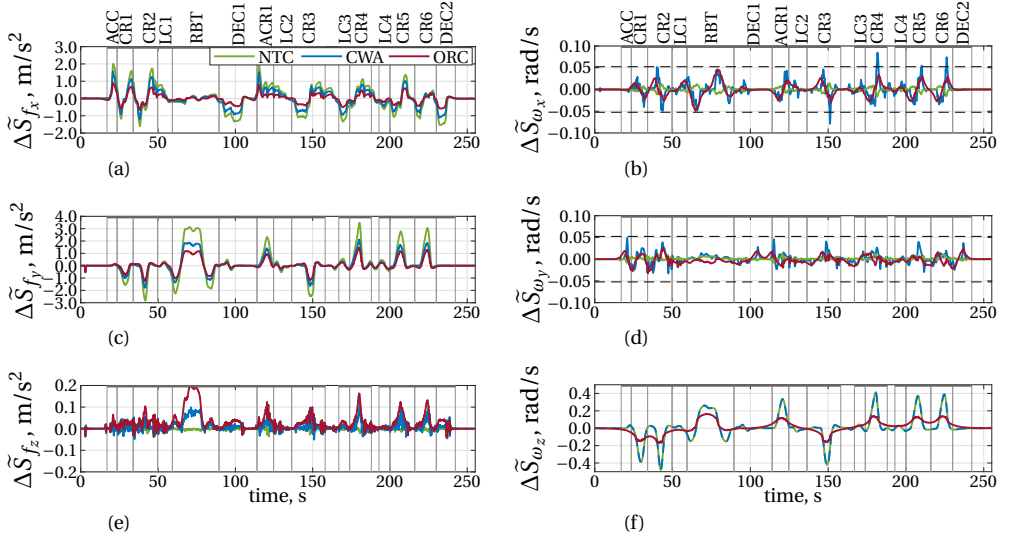 ACC CR1 CR2 LC1 RBT DEC1 ACR1 LC2 CR3 LC3 CR4 LC4 CR5 CR6 DEC2
NTC CWA ORC
ΔS̃_{f_x}, m/s²
3.0
2.0
1.0
0.0
−1.0
−2.0
0 50 100 150 200 250
(a)
ACC CR1 CR2 LC1 RBT DEC1 ACR1 LC2 CR3 LC3 CR4 LC4 CR5 CR6 DEC2
ΔS̃_{ω_x}, rad/s
0.10
0.05
0.00
−0.05
−0.10
0 50 100 150 200 250
(b)
ΔS̃_{f_y}, m/s²
4.0
3.0
2.0
1.0
0.0
−1.0
−2.0
−3.0
0 50 100 150 200 250
(c)
ΔS̃_{ω_y}, rad/s
0.10
0.05
0.00
−0.05
−0.10
0 50 100 150 200 250
(d)
ΔS̃_{f_z}, m/s²
0.2
0.1
0.0
−0.1
−0.2
0 50 100 150 200 250
time, s
(e)
ΔS̃_{ω_z}, rad/s
0.4
0.2
0.0
−0.2
−0.4
0 50 100 150 200 250
time, s
(f)